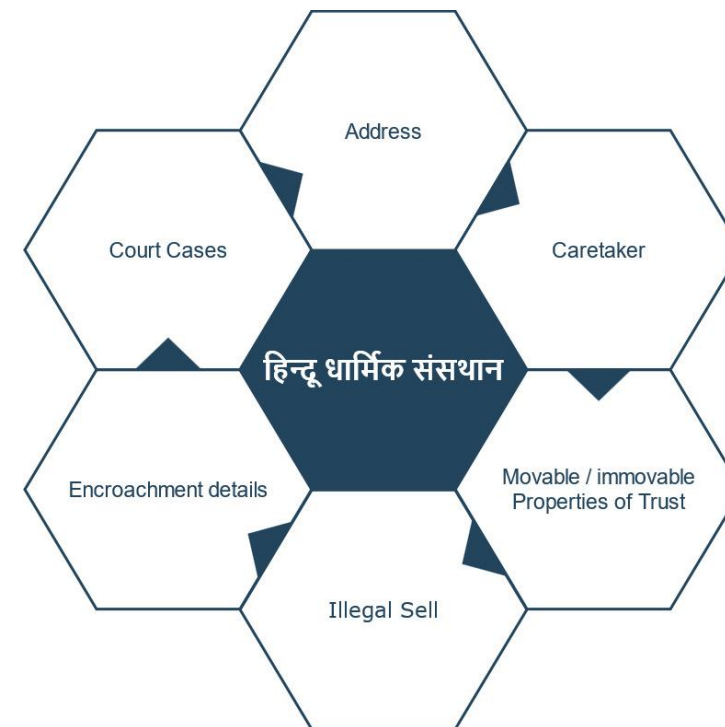 Address
Court Cases
Caretaker
हिन्दू धार्मिक संसथान
Encroachment details
Movable / immovable
Properties of Trust
Illegal Sell